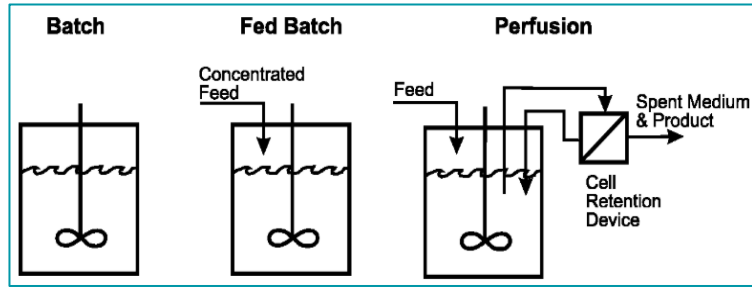 Batch
Fed Batch
Perfusion
Concentrated
Feed
Feed
Spent Medium
& Product
Cell
Retention
Device